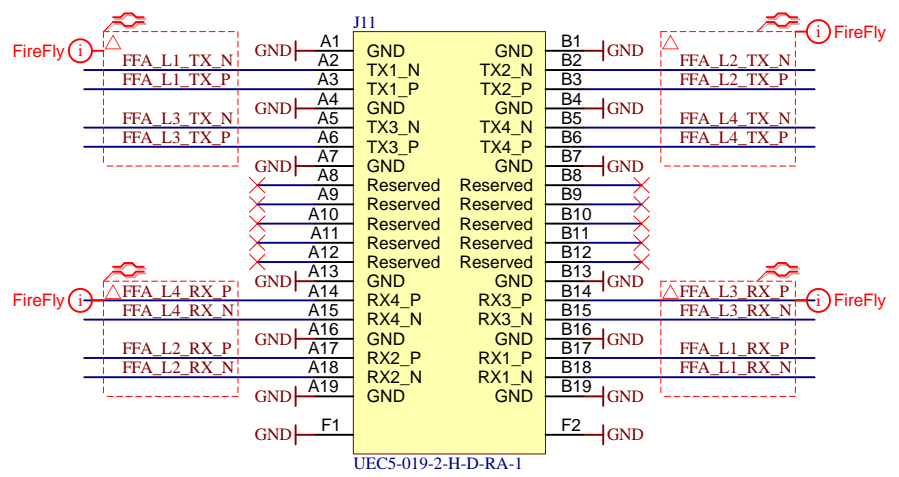 J11
FireFly i i FireFly
GND A1 GND GND B1 GND
FFA_L1_TX_N A2 TX1_N TX2_N B2 FFA_L2_TX_N
FFA_L1_TX_P A3 TX1_P TX2_P B3 FFA_L2_TX_P
GND A4 GND GND B4 GND
FFA_L3_TX_N A5 TX3_N TX4_N B5 FFA_L4_TX_N
FFA_L3_TX_P A6 TX3_P TX4_P B6 FFA_L4_TX_P
GND A7 GND GND B7 GND
A8 Reserved Reserved B8
A9 Reserved Reserved B9
A10 Reserved Reserved B10
A11 Reserved Reserved B11
A12 Reserved Reserved B12
GND A13 GND GND B13 GND
FireFly i FFA_L4_RX_P A14 RX4_P RX3_P B14 FFA_L3_RX_P i FireFly
FFA_L4_RX_N A15 RX4_N RX3_N B15 FFA_L3_RX_N
GND A16 GND GND B16 GND
FFA_L2_RX_P A17 RX2_P RX1_P B17 FFA_L1_RX_P
FFA_L2_RX_N A18 RX2_N RX1_N B18 FFA_L1_RX_N
GND A19 GND GND B19 GND
GND F1 F2 GND
UEC5-019-2-H-D-RA-1